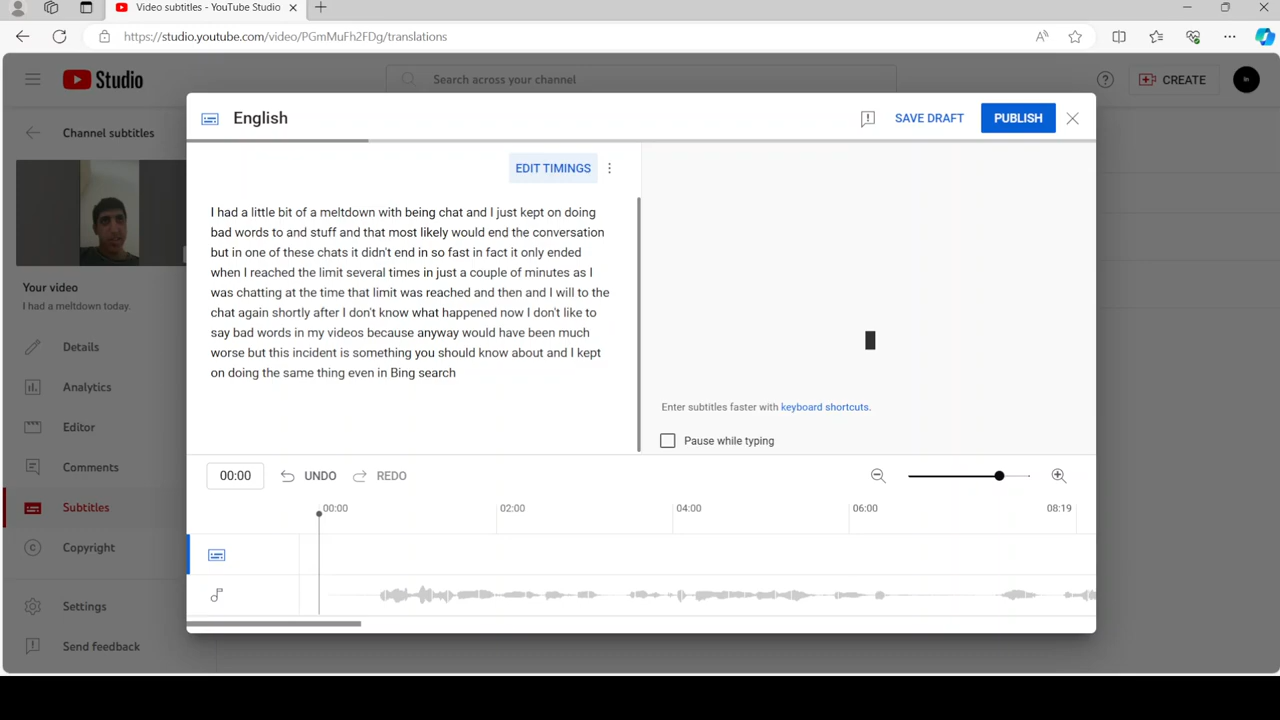 Video subtitles - YouTube Studio
https://studio.youtube.com/video/PGmMuFh2FDg/translations
Studio
Search across your channel
CREATE
Channel subtitles
Your video
I had a meltdown today.
Details
Analytics
Editor
Comments
Subtitles
Copyright
Settings
Send feedback
English
SAVE DRAFT
PUBLISH
EDIT TIMINGS
I had a little bit of a meltdown with being chat and I just kept on doing
bad words to and stuff and that most likely would end the conversation
but in one of these chats it didn't end in so fast in fact it only ended
when I reached the limit several times in just a couple of minutes as I
was chatting at the time that limit was reached and then and I will to the
chat again shortly after I don't know what happened now I don't like to
say bad words in my videos because anyway would have been much
worse but this incident is something you should know about and I kept
on doing the same thing even in Bing search
Enter subtitles faster with keyboard shortcuts.
Pause while typing
00:00
UNDO
REDO
00:00
02:00
04:00
06:00
08:19